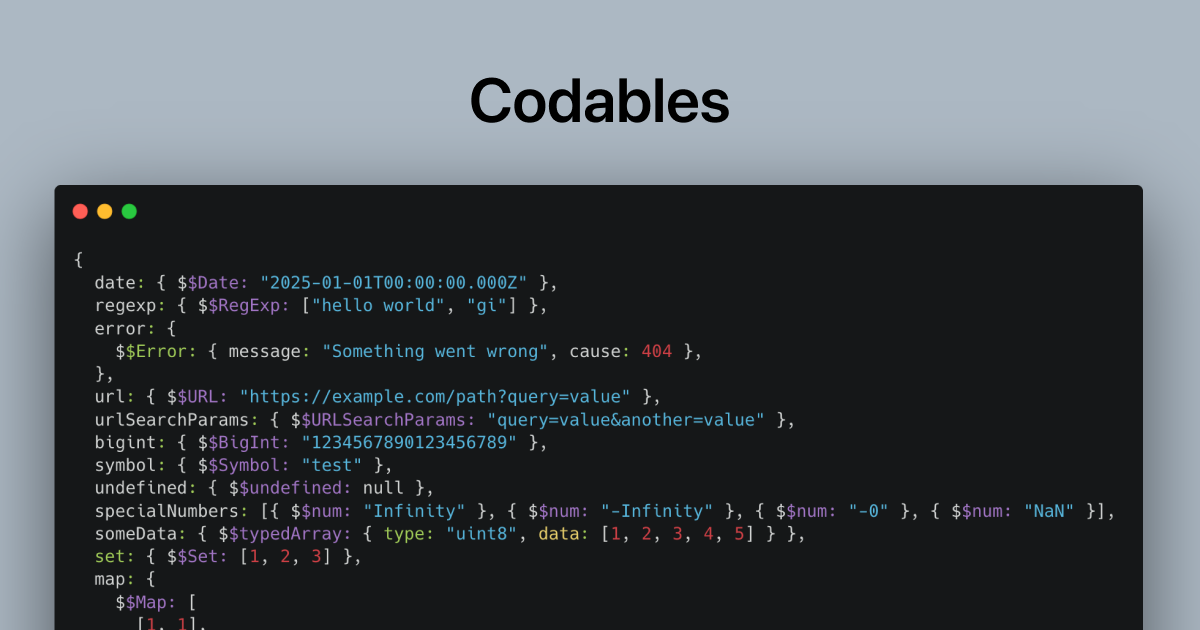 Codables
{
  date: { $$Date: "2025-01-01T00:00:00.000Z" },
  regexp: { $$RegExp: ["hello world", "gi"] },
  error: {
    $$Error: { message: "Something went wrong", cause: 404 },
  },
  url: { $$URL: "https://example.com/path?query=value" },
  urlSearchParams: { $$URLSearchParams: "query=value&another=value" },
  bigint: { $$BigInt: "1234567890123456789" },
  symbol: { $$Symbol: "test" },
  undefined: { $$undefined: null },
  specialNumbers: [{ $$num: "Infinity" }, { $$num: "-Infinity" }, { $$num: "-0" }, { $$num: "NaN" }],
  someData: { $$typedArray: { type: "uint8", data: [1, 2, 3, 4, 5] } },
  set: { $$Set: [1, 2, 3] },
  map: {
    $$Map: [
      [1, 1],